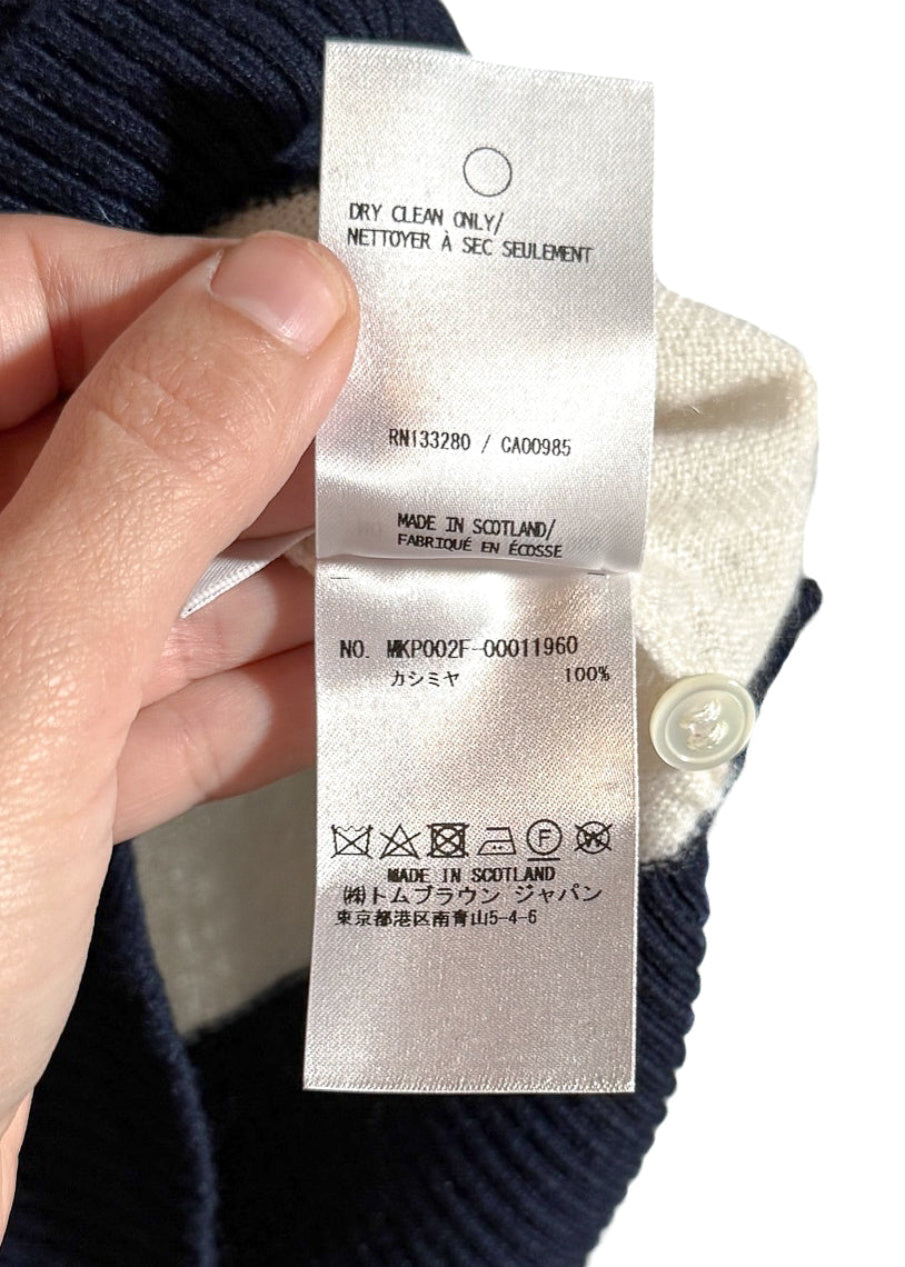 DRY CLEAN ONLY/
NETTOYER À SEC SEULEMENT
RN133280 / CA00985
MADE IN SCOTLAND/
FABRIQUÉ EN ÉCOSSE
NO. MKP002F-00011960
カシミヤ 100%
F W
MADE IN SCOTLAND
㈱トムブラウン ジャパン
東京都港区南青山5-4-6